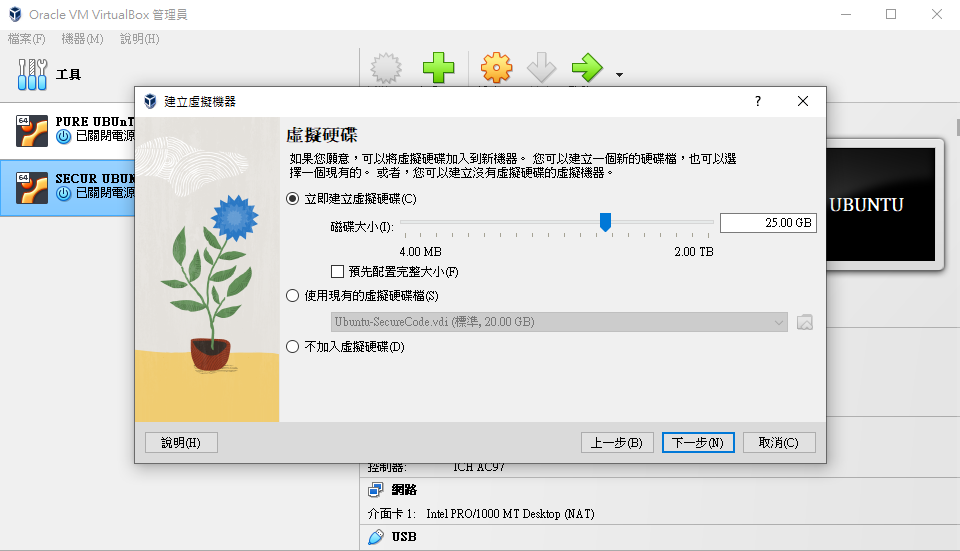 Oracle VM VirtualBox 管理員
檔案(F) 機器(M) 說明(H)
工具
64
PURE UBUnT
已關閉電源
64
SECUR UBUN
已關閉電源
建立虛擬機器
?
虛擬硬碟
如果您願意，可以將虛擬硬碟加入到新機器。 您可以建立一個新的硬碟檔，也可以選
擇一個現有的。 或者，您可以建立沒有虛擬硬碟的虛擬機器。
立即建立虛擬硬碟(C)
磁碟大小(I):
25.00 GB
4.00 MB 2.00 TB
預先配置完整大小(F)
使用現有的虛擬硬碟檔(S)
Ubuntu-SecureCode.vdi (標準, 20.00 GB)
不加入虛擬硬碟(D)
說明(H) 上一步(B) 下一步(N) 取消(C)
UBUNTU
控制器: ICH AC97
網路
介面卡 1: Intel PRO/1000 MT Desktop (NAT)
USB